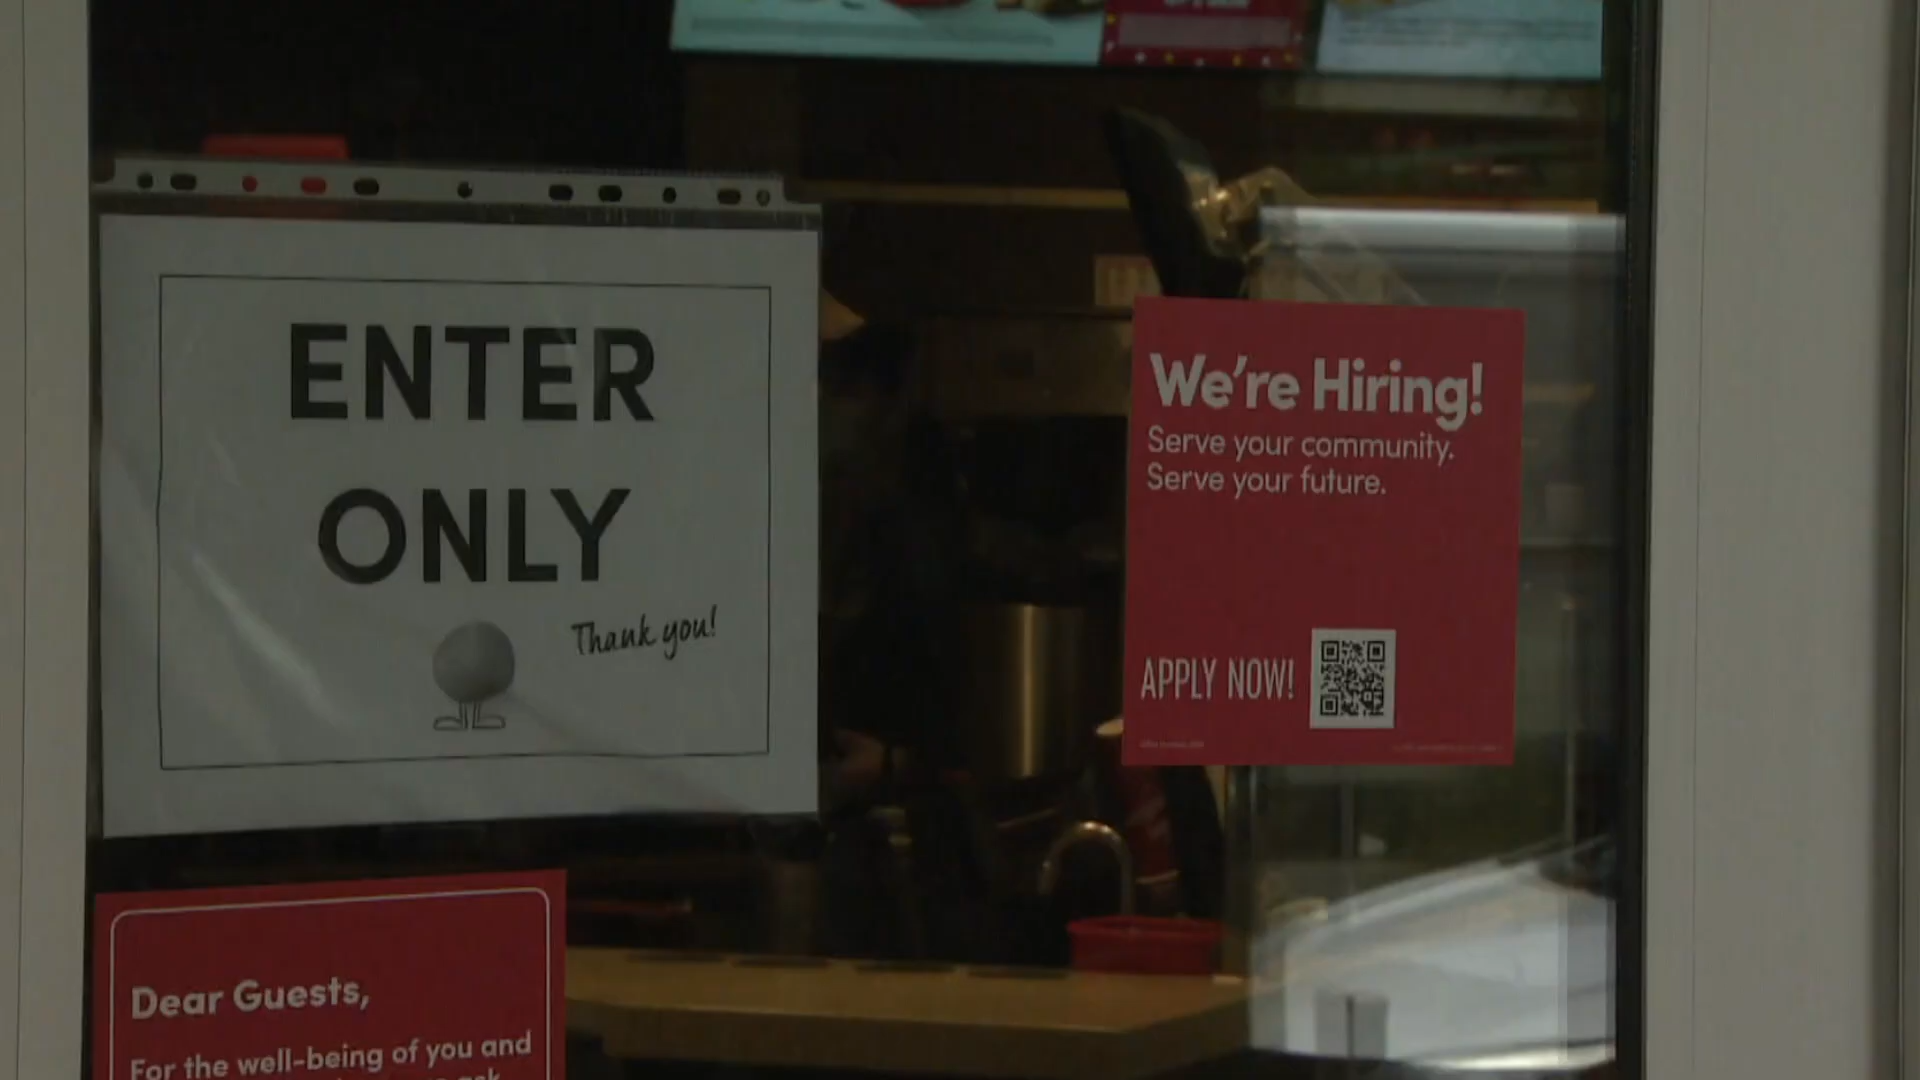 ENTER
ONLY
Thank you!
We're Hiring!
Serve your community.
Serve your future.
APPLY NOW!
Dear Guests,
For the well-being of you and
ask